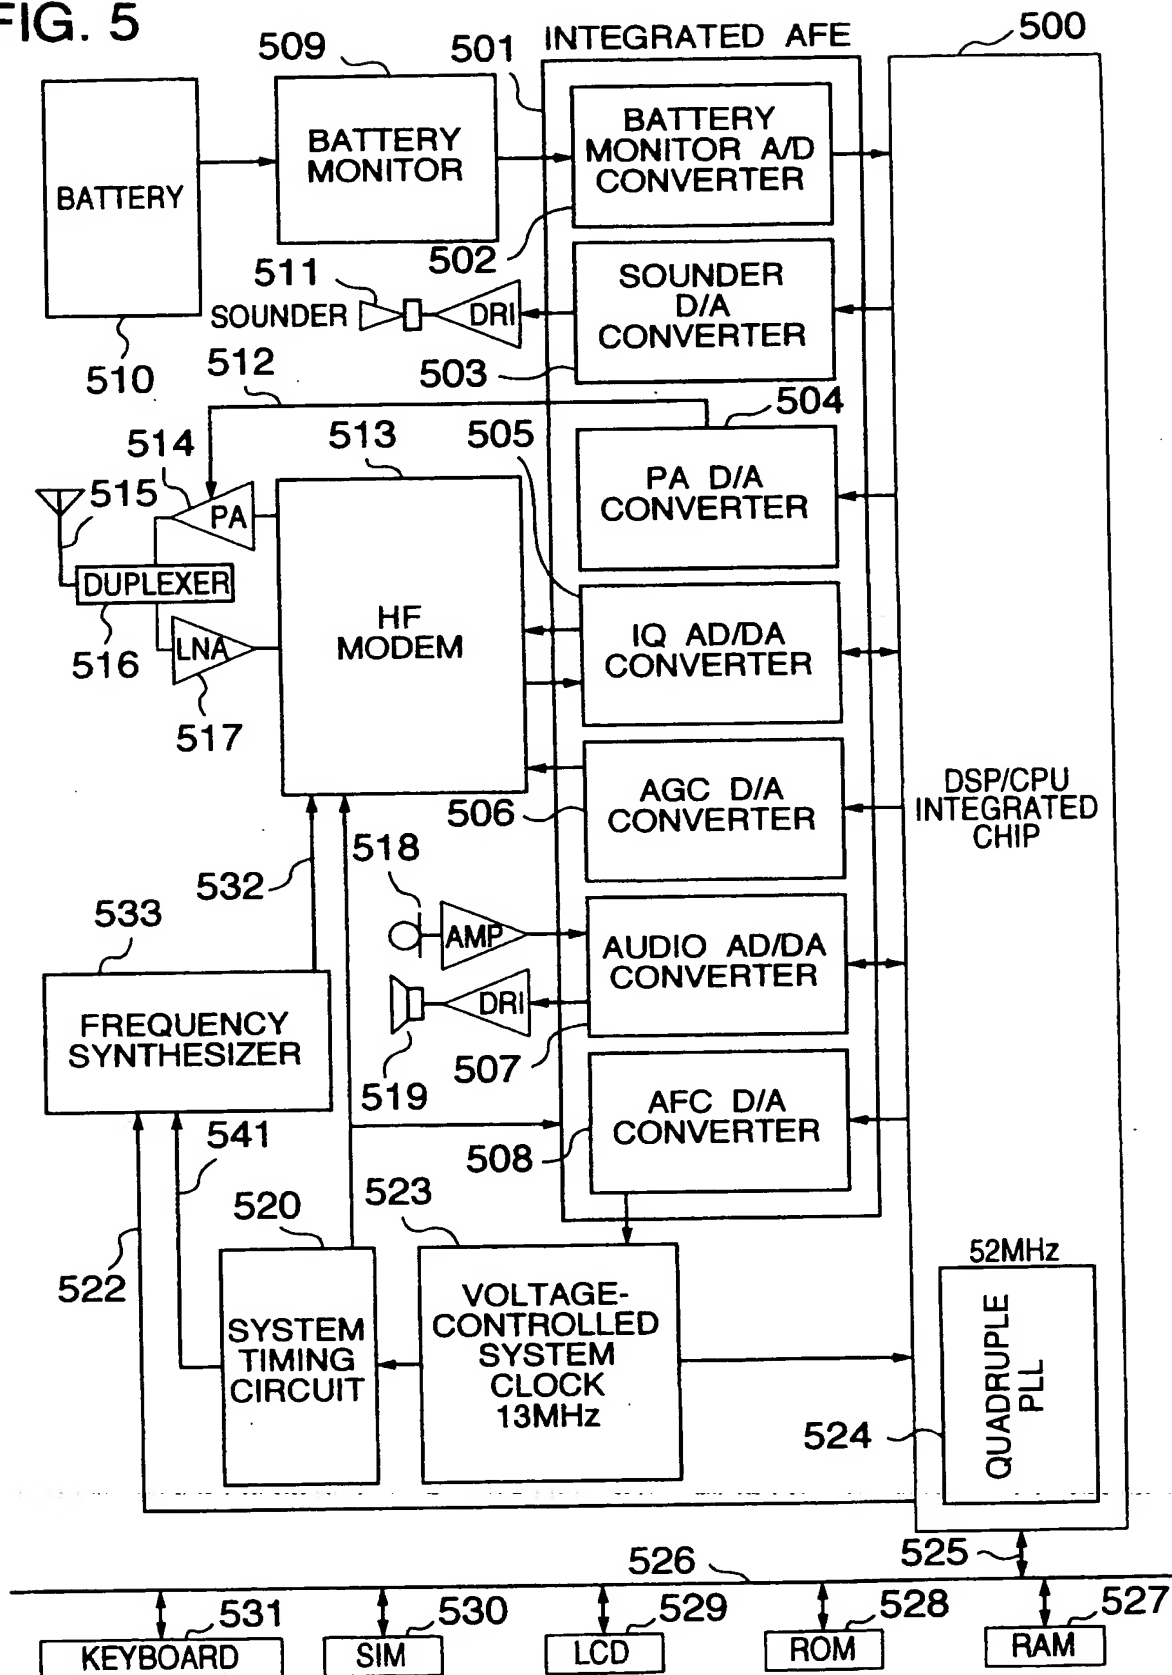 FIG. 5
509
501
INTEGRATED AFE
500
BATTERY
BATTERY
MONITOR
BATTERY
MONITOR A/D
CONVERTER
502
510
511
SOUNDER
DRI
SOUNDER
D/A
CONVERTER
503
512
504
514
513
505
515
PA
PA D/A
CONVERTER
DUPLEXER
516
LNA
517
HF
MODEM
IQ AD/DA
CONVERTER
506
AGC D/A
CONVERTER
DSP/CPU
INTEGRATED
CHIP
532
518
533
AMP
AUDIO AD/DA
CONVERTER
DRI
519
507
FREQUENCY
SYNTHESIZER
541
508
AFC D/A
CONVERTER
520
523
522
SYSTEM
TIMING
CIRCUIT
VOLTAGE-
CONTROLLED
SYSTEM
CLOCK
13MHz
52MHz
QUADRUPLE
PLL
524
525
526
531
530
529
528
527
KEYBOARD
SIM
LCD
ROM
RAM